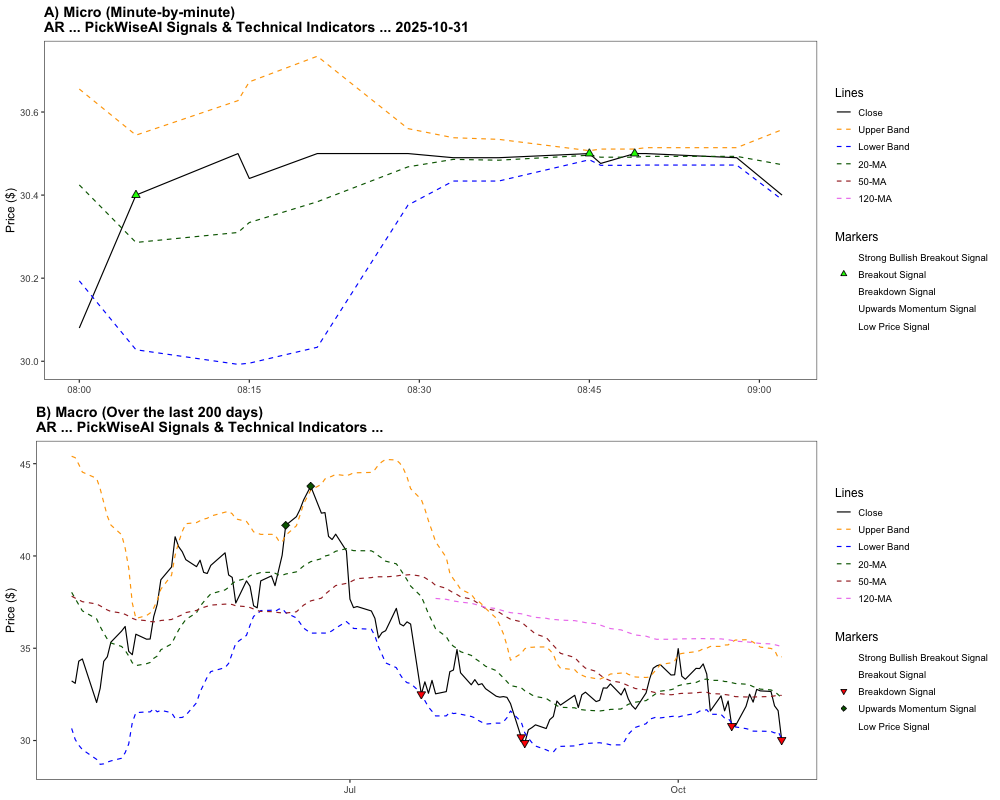 A) Micro (Minute-by-minute)
AR ... PickWiseAI Signals & Technical Indicators ... 2025-10-31
Price ($)
30.6
30.4
30.2
30.0
08:00
08:15
08:30
08:45
09:00
Lines
Close
Upper Band
Lower Band
20-MA
50-MA
120-MA
Markers
Strong Bullish Breakout Signal
Breakout Signal
Breakdown Signal
Upwards Momentum Signal
Low Price Signal
B) Macro (Over the last 200 days)
AR ... PickWiseAI Signals & Technical Indicators ...
Price ($)
45
40
35
30
Jul
Oct
Lines
Close
Upper Band
Lower Band
20-MA
50-MA
120-MA
Markers
Strong Bullish Breakout Signal
Breakout Signal
Breakdown Signal
Upwards Momentum Signal
Low Price Signal